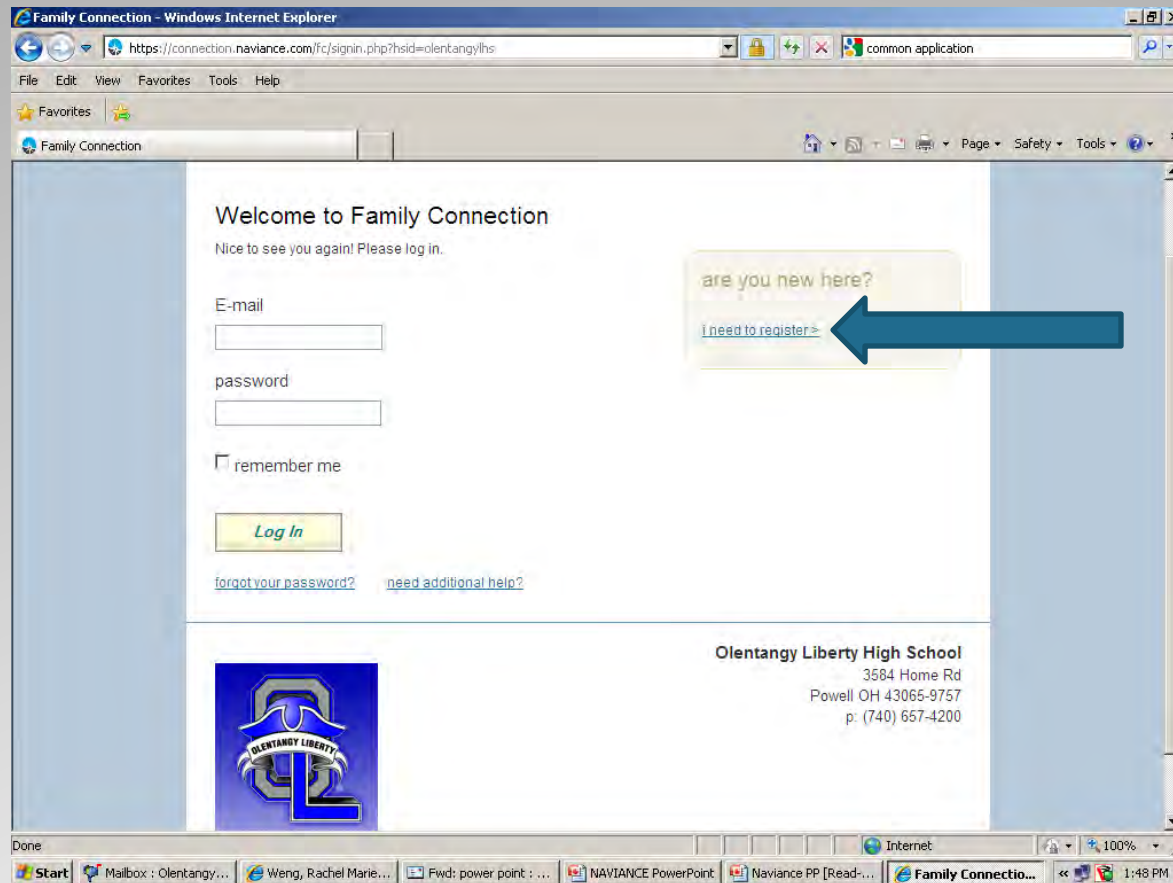 Family Connection - Windows Internet Explorer
https://connection.naviance.com/fc/signin.php?hsid=olentangylhs
common application
File Edit View Favorites Tools Help
Favorites
Family Connection
Page Safety Tools
Welcome to Family Connection
Nice to see you again! Please log in.
are you new here?
i need to register >
E-mail
password
remember me
Log In
forgot your password? need additional help?
Olentangy Liberty High School
3584 Home Rd
Powell OH 43065-9757
p: (740) 657-4200
OLENTANGY LIBERTY
OL
Done Internet 100%
Start Mailbox : Olentangy... Weng, Rachel Marie... Fwd: power point : ... NAVIANCE PowerPoint Naviance PP [Read-... Family Connectio... « 1:48 PM